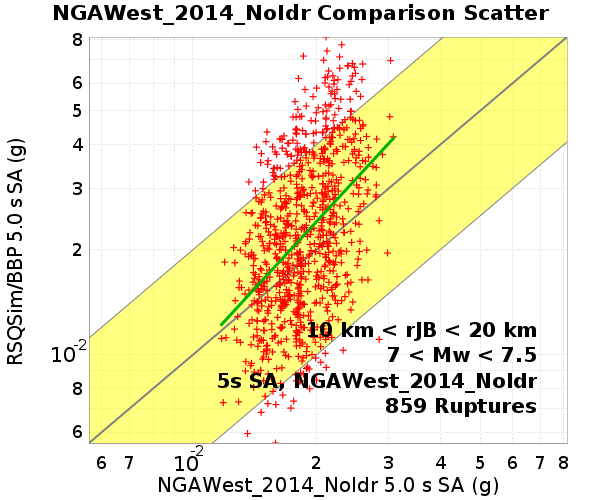 NGAWest_2014_NoIdr Comparison Scatter
8
6
5
4
3
2
10-2
8
6
RSQSim/BBP 5.0 s SA (g)
10 km < rJB < 20 km
7 < Mw < 7.5
5s SA, NGAWest_2014_NoIdr
859 Ruptures
6 7 10-2 2 3 4 5 6 7 8
NGAWest_2014_NoIdr 5.0 s SA (g)